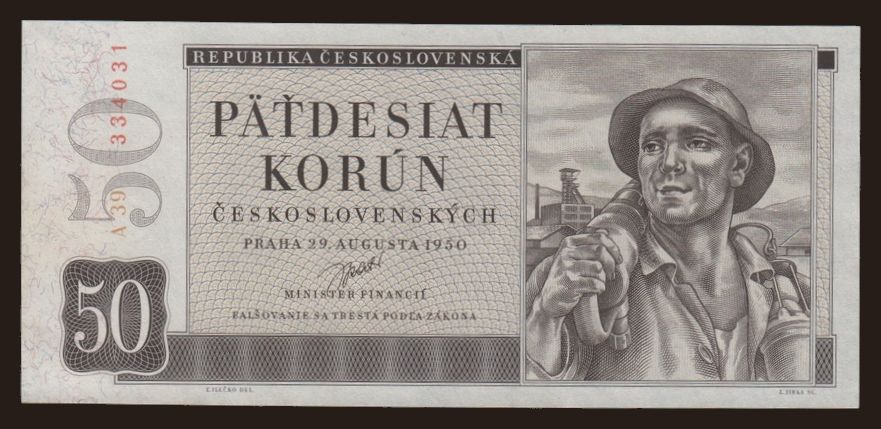 REPUBLIKA ČESKOSLOVENSKÁ
PÄŤDESIAT
KORÚN
ČESKOSLOVENSKÝCH
PRAHA 29. AUGUSTA 1950
MINISTER FINANCIÍ
FALŠOVANIE SA TRESTÁ PODĽA ZÁKONA
50
A 39 334031
50